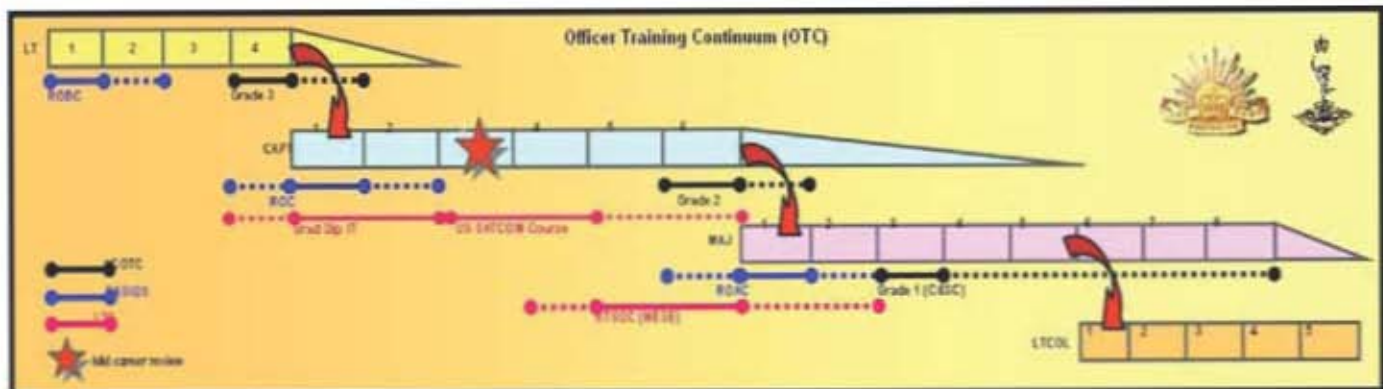 Officer Training Continuum (OTC)
LT
1 2 3 4
ROBC
Grade 3
CAPT
1 2 4 5 6
ROC
Grade 2
Grad Dip IT
US SATCOM Course
MAJ
1 2 3 4 5 6 7 8
ROAC
Grade 1 (CSC)
LTCOL
1 2 3 4 5
Mid career review